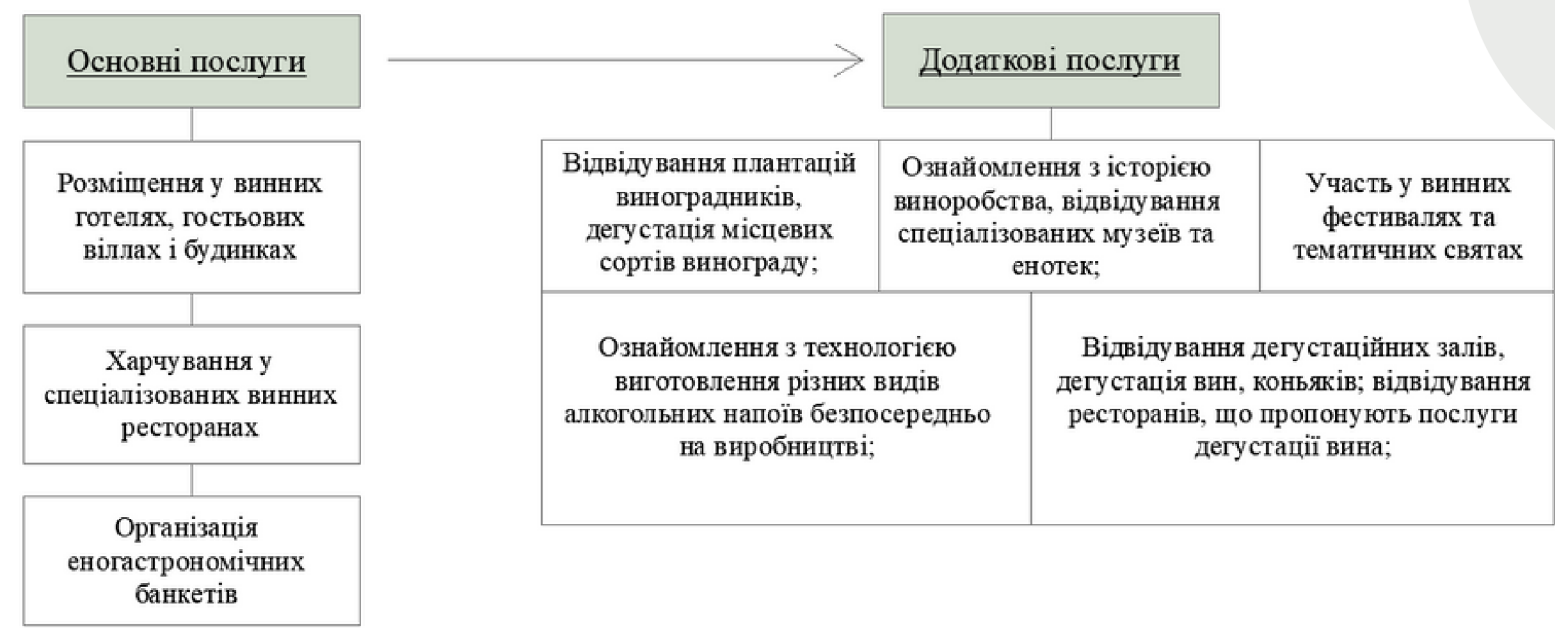 Основні послуги
Розміщення у винних
готелях, гостьових
віллах і будинках
Харчування у
спеціалізованих винних
ресторанах
Організація
еногастрономічних
банкетів
Додаткові послуги
Відвідування плантацій
виноградників,
дегустація місцевих
сортів винограду;
Ознайомлення з історією
виноробства, відвідування
спеціалізованих музеїв та
енотек;
Участь у винних
фестивалях та
тематичних святах
Ознайомлення з технологією
виготовлення різних видів
алкогольних напоїв безпосередньо
на виробництві;
Відвідування дегустаційних залів,
дегустація вин, коньяків; відвідування
ресторанів, що пропонують послуги
дегустації вина;